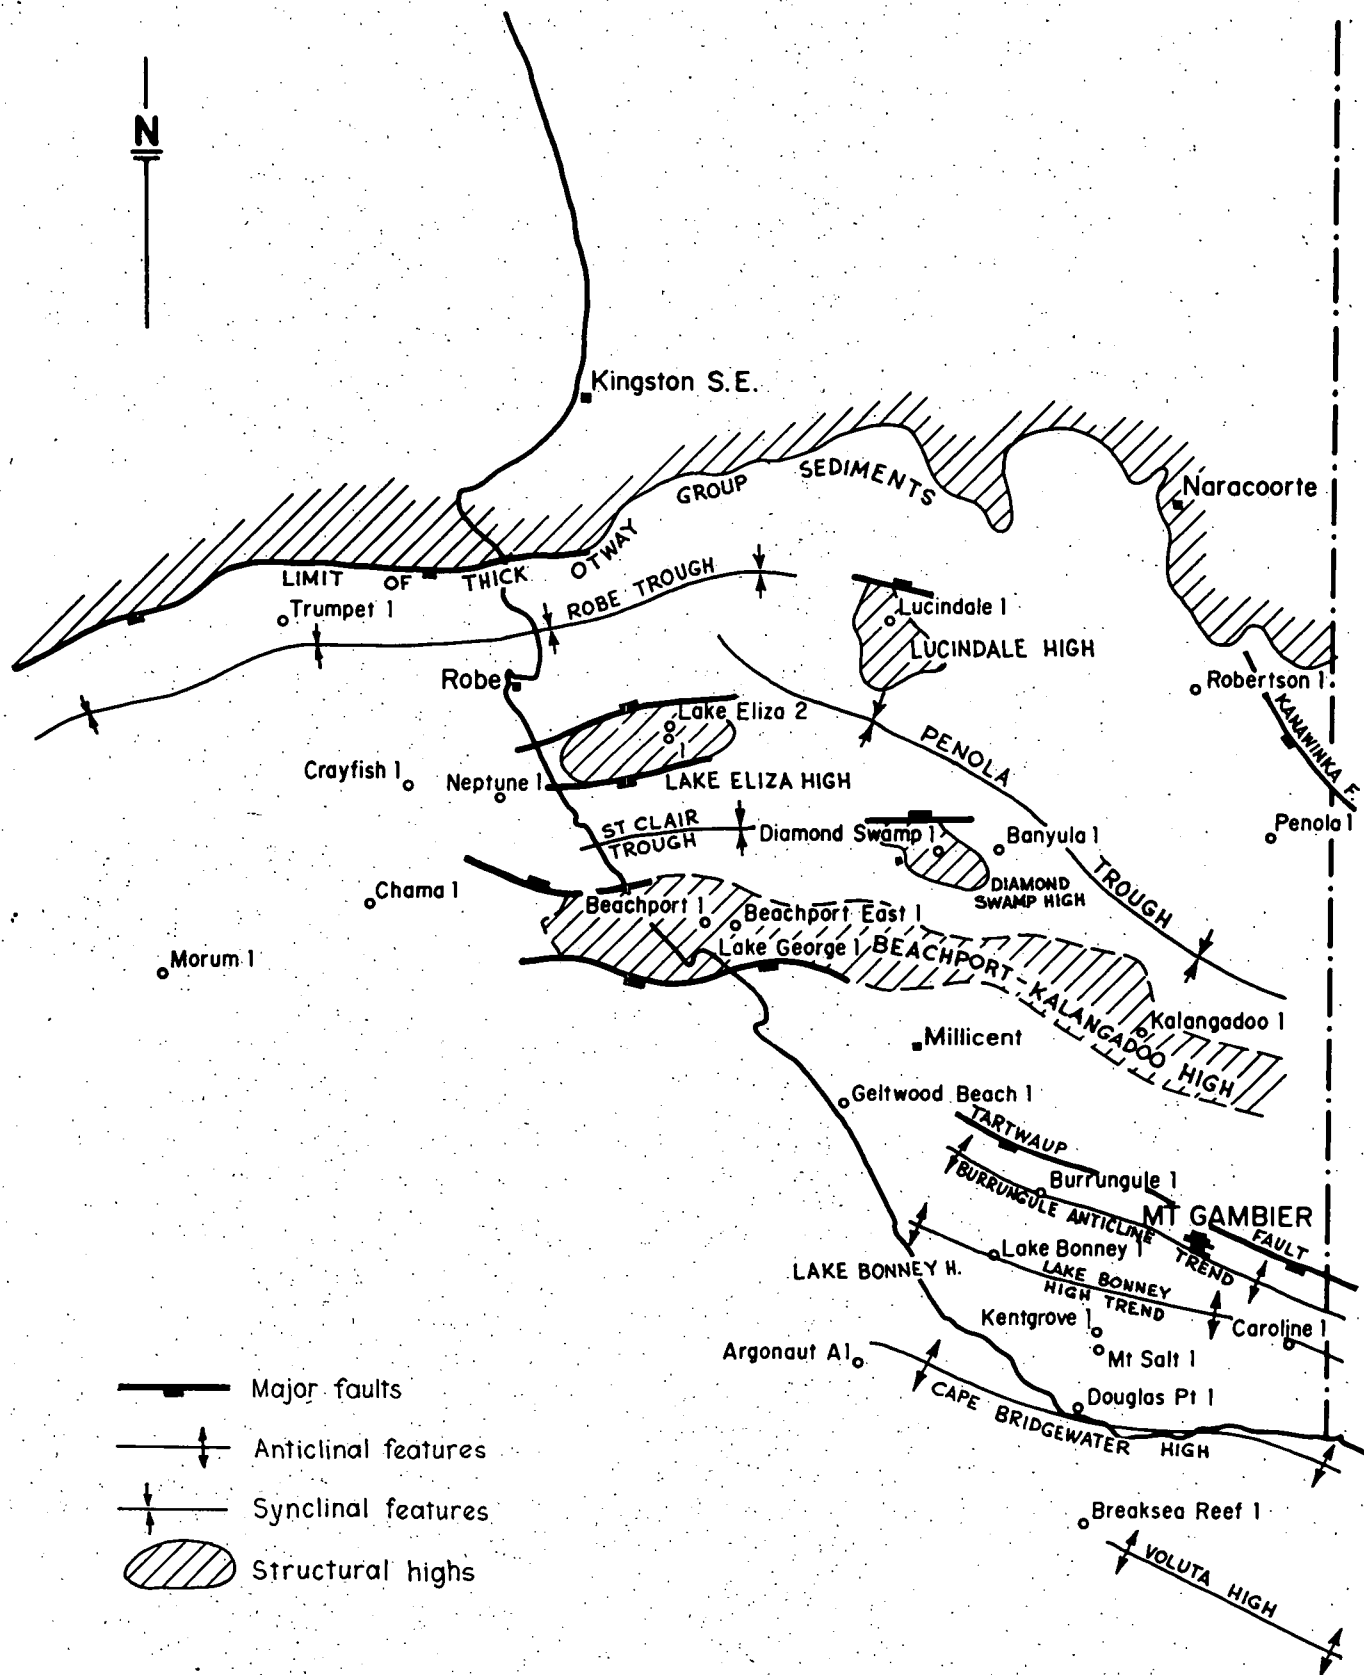 N
Kingston S.E.
LIMIT OF THICK OTWAY GROUP SEDIMENTS
Naracoorte
Trumpet 1
ROBE TROUGH
Lucindale 1
LUCINDALE HIGH
Robe
Robertson 1
KANAWINKA F.
Lake Eliza 2
1
PENOLA TROUGH
Crayfish 1
Neptune 1
LAKE ELIZA HIGH
ST CLAIR
TROUGH
Diamond Swamp 1
Banyula 1
Penola 1
DIAMOND
SWAMP HIGH
Chama 1
Beachport 1
Beachport East 1
Lake George 1
BEACHPORT - KALANGADOO HIGH
Morum 1
Kalangadoo 1
Millicent
Geltwood Beach 1
TARTWAUP FAULT
Burrungule 1
BURRUNGULE ANTICLINE TREND
MT GAMBIER
Lake Bonney 1
LAKE BONNEY H.
LAKE BONNEY
HIGH TREND
Kentgrove 1
Caroline 1
Argonaut A1
Mt Salt 1
Douglas Pt 1
CAPE BRIDGEWATER HIGH
Breaksea Reef 1
VOLUTA HIGH
Major faults
Anticlinal features
Synclinal features
Structural highs